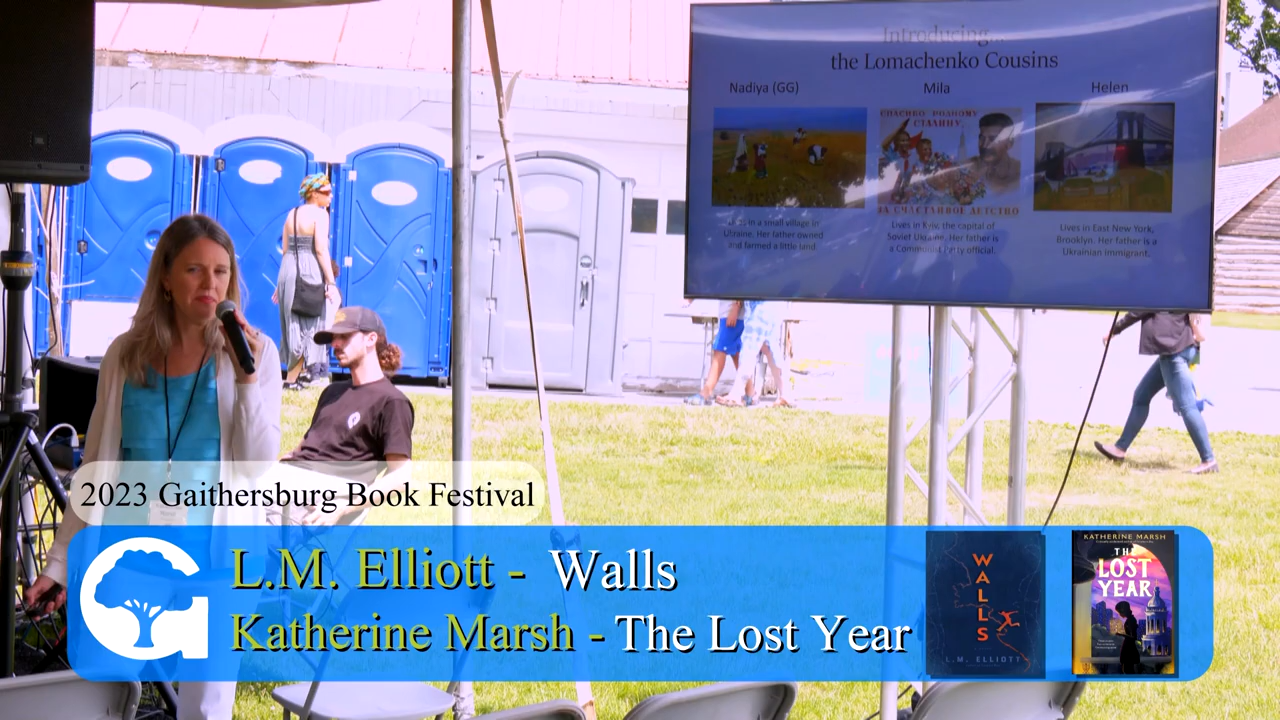 Introducing...
the Lomachenko Cousins
Nadiya (GG)
Mila
Helen
СПАСИБО РОДНОМУ
СТАЛИНУ
ЗА СЧАСТЛИВОЕ ДЕТСТВО
Lives in a small village in
Ukraine. Her father owned
and farmed a little land.
Lives in Kyiv, the capital of
Soviet Ukraine. Her father is
a Communist Party official.
Lives in East New York,
Brooklyn. Her father is a
Ukrainian immigrant.
2023 Gaithersburg Book Festival
G
L.M. Elliott - Walls
Katherine Marsh - The Lost Year
WALLS
L.M. ELLIOTT
KATHERINE MARSH
THE
LOST
YEAR